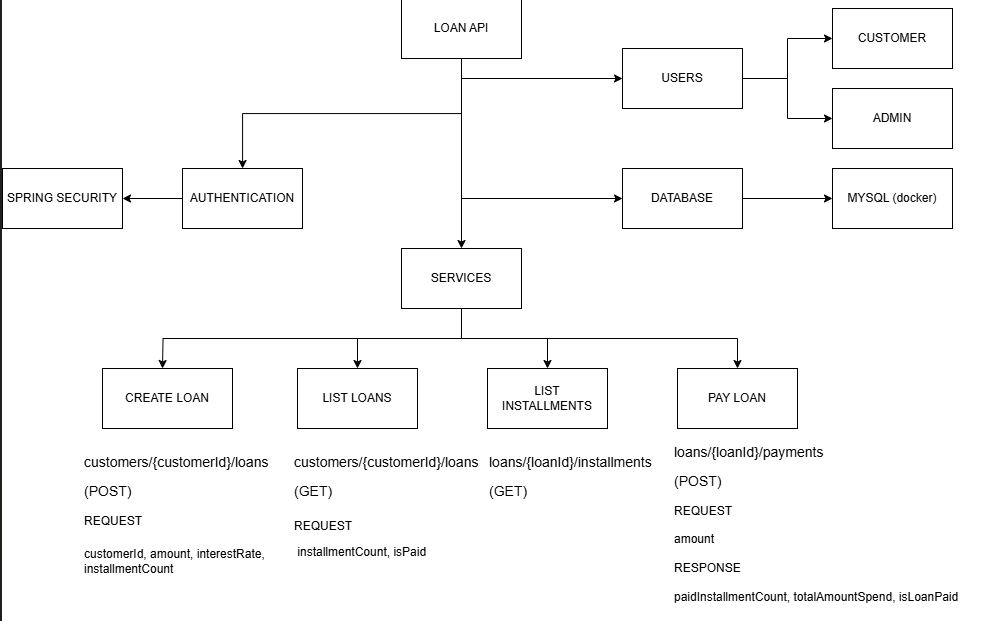 LOAN API
CUSTOMER
USERS
ADMIN
SPRING SECURITY
AUTHENTICATION
DATABASE
MYSQL (docker)
SERVICES
CREATE LOAN
LIST LOANS
LIST
INSTALLMENTS
PAY LOAN
customers/{customerId}/loans
(POST)
REQUEST
customerId, amount, interestRate,
installmentCount
customers/{customerId}/loans
(GET)
REQUEST
installmentCount, isPaid
loans/{loanId}/installments
(GET)
loans/{loanId}/payments
(POST)
REQUEST
amount
RESPONSE
paidInstallmentCount, totalAmountSpend, isLoanPaid